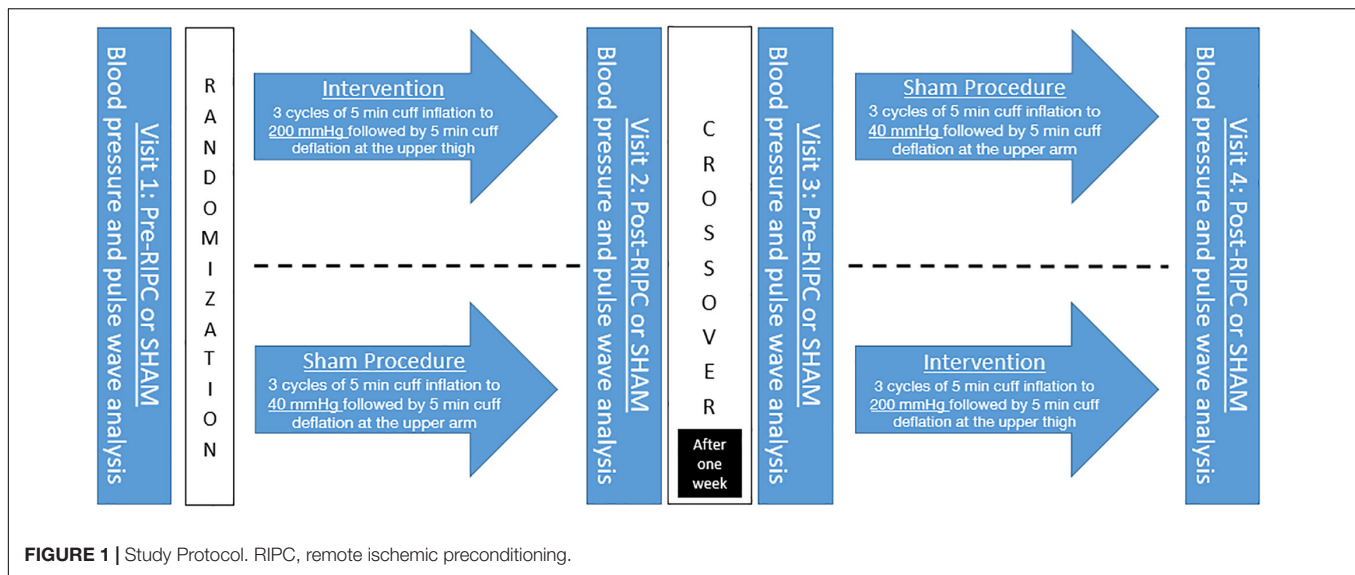 Visit 1: Pre-RIPC or SHAM
Blood pressure and pulse wave analysis
RANDOMIZATION
Intervention
3 cycles of 5 min cuff inflation to
200 mmHg followed by 5 min cuff
deflation at the upper thigh
Sham Procedure
3 cycles of 5 min cuff inflation to
40 mmHg followed by 5 min cuff
deflation at the upper arm
Visit 2: Post-RIPC or SHAM
Blood pressure and pulse wave analysis
CROSSOVER
After
one
week
Visit 3: Pre-RIPC or SHAM
Blood pressure and pulse wave analysis
Sham Procedure
3 cycles of 5 min cuff inflation to
40 mmHg followed by 5 min cuff
deflation at the upper arm
Intervention
3 cycles of 5 min cuff inflation to
200 mmHg followed by 5 min cuff
deflation at the upper thigh
Visit 4: Post-RIPC or SHAM
Blood pressure and pulse wave analysis
FIGURE 1 | Study Protocol. RIPC, remote ischemic preconditioning.